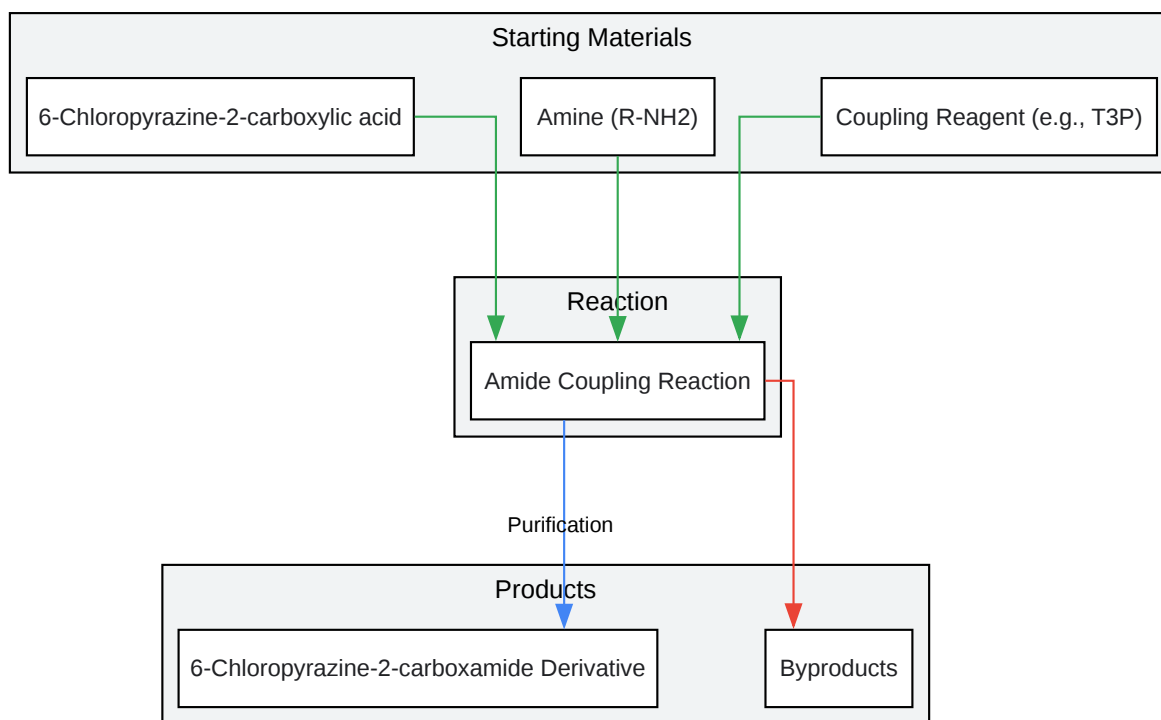 Starting Materials
6-Chloropyrazine-2-carboxylic acid
Amine (R-NH2)
Coupling Reagent (e.g., T3P)
Reaction
Amide Coupling Reaction
Purification
Products
6-Chloropyrazine-2-carboxamide Derivative
Byproducts